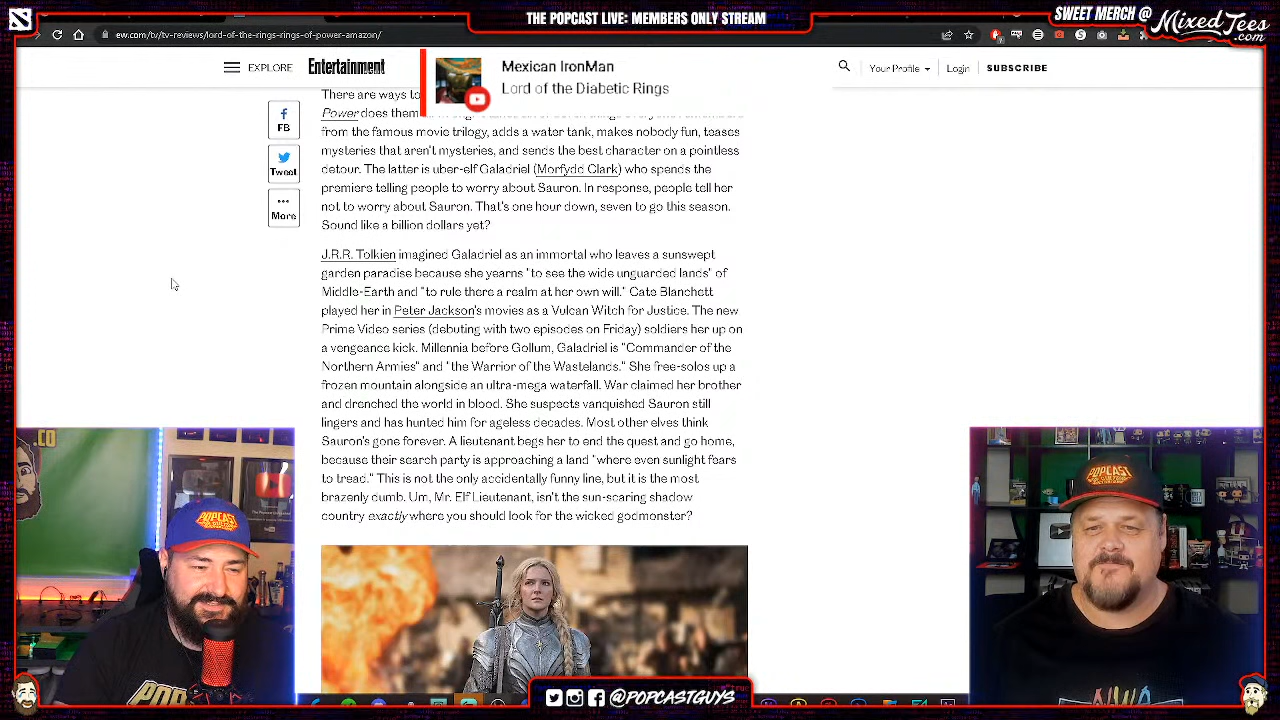 THE POPCAST LIVE: NETFLIERS OF TV STREAM
SWEET MERCH @
MixedTees
.com
ew.com/tv/tv-reviews/lord-of-the-rings-rings-of-power-
EXPLORE
Entertainment
Mexican IronMan
Lord of the Diabetic Rings
Your Profile
Login
SUBSCRIBE
There are ways to
Power does them
from the famous movie trilogy, adds a water tank, makes nobody fun, teases
mysteries that aren't mysteries, and sends the best character on a pointless
detour. The latter is uber-elf Galadriel (Morfydd Clark) who spends the
premiere telling people to worry about Sauron. In response, people tell her
not to worry about Sauron. That's one hour down, seven to go this season.
Sound like a billion dollars yet?
J.R.R. Tolkien imagined Galadriel as an immortal who leaves a sunswept
garden paradise because she yearns "to see the wide unguarded lands" of
Middle-Earth and "to rule there a realm at her own will." Cate Blanchett
played her in Peter Jackson's movies as a Vulcan Witch for Justice. The new
Prime Video series (debuting with two episodes on Friday) soldiers her up on
a vengeance kick. Millennia before Gollum, Galadriel is "Commander of the
Northern Armies" and "the Warrior of the Wastelands." She free-solos up a
frozen mountain alongside an ultra-mega waterfall. War claimed her brother
and drenched the world in blood. She suspects vanquished Sauron still
lingers and has hunted him for ageless decades. Most other elves think
Sauron's gone forever. A lieutenant begs her to end the quest and go home,
because their search party is approaching a land "where even sunlight fears
to tread." This is not the only accidentally funny line, but it is the most
brazenly dumb. Um, Mr. Elf Lieutenant, isn't the sun-scaring shadow
country exactly where you should look for the wicked godmonster?
FB
Tweet
More
.CO
POPCAST
POPCAST
@POPCASTGUYS